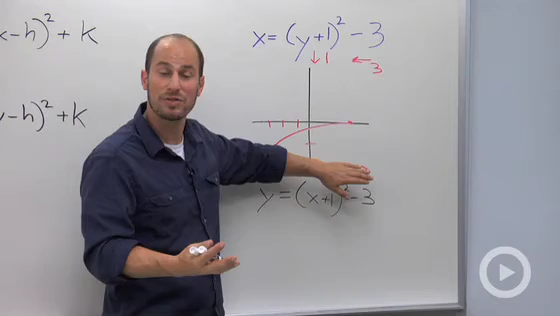 x-h)² + k
x = (y+1)² - 3
↓1 ← 3
y-h)² + k
y = (x+1)² - 3